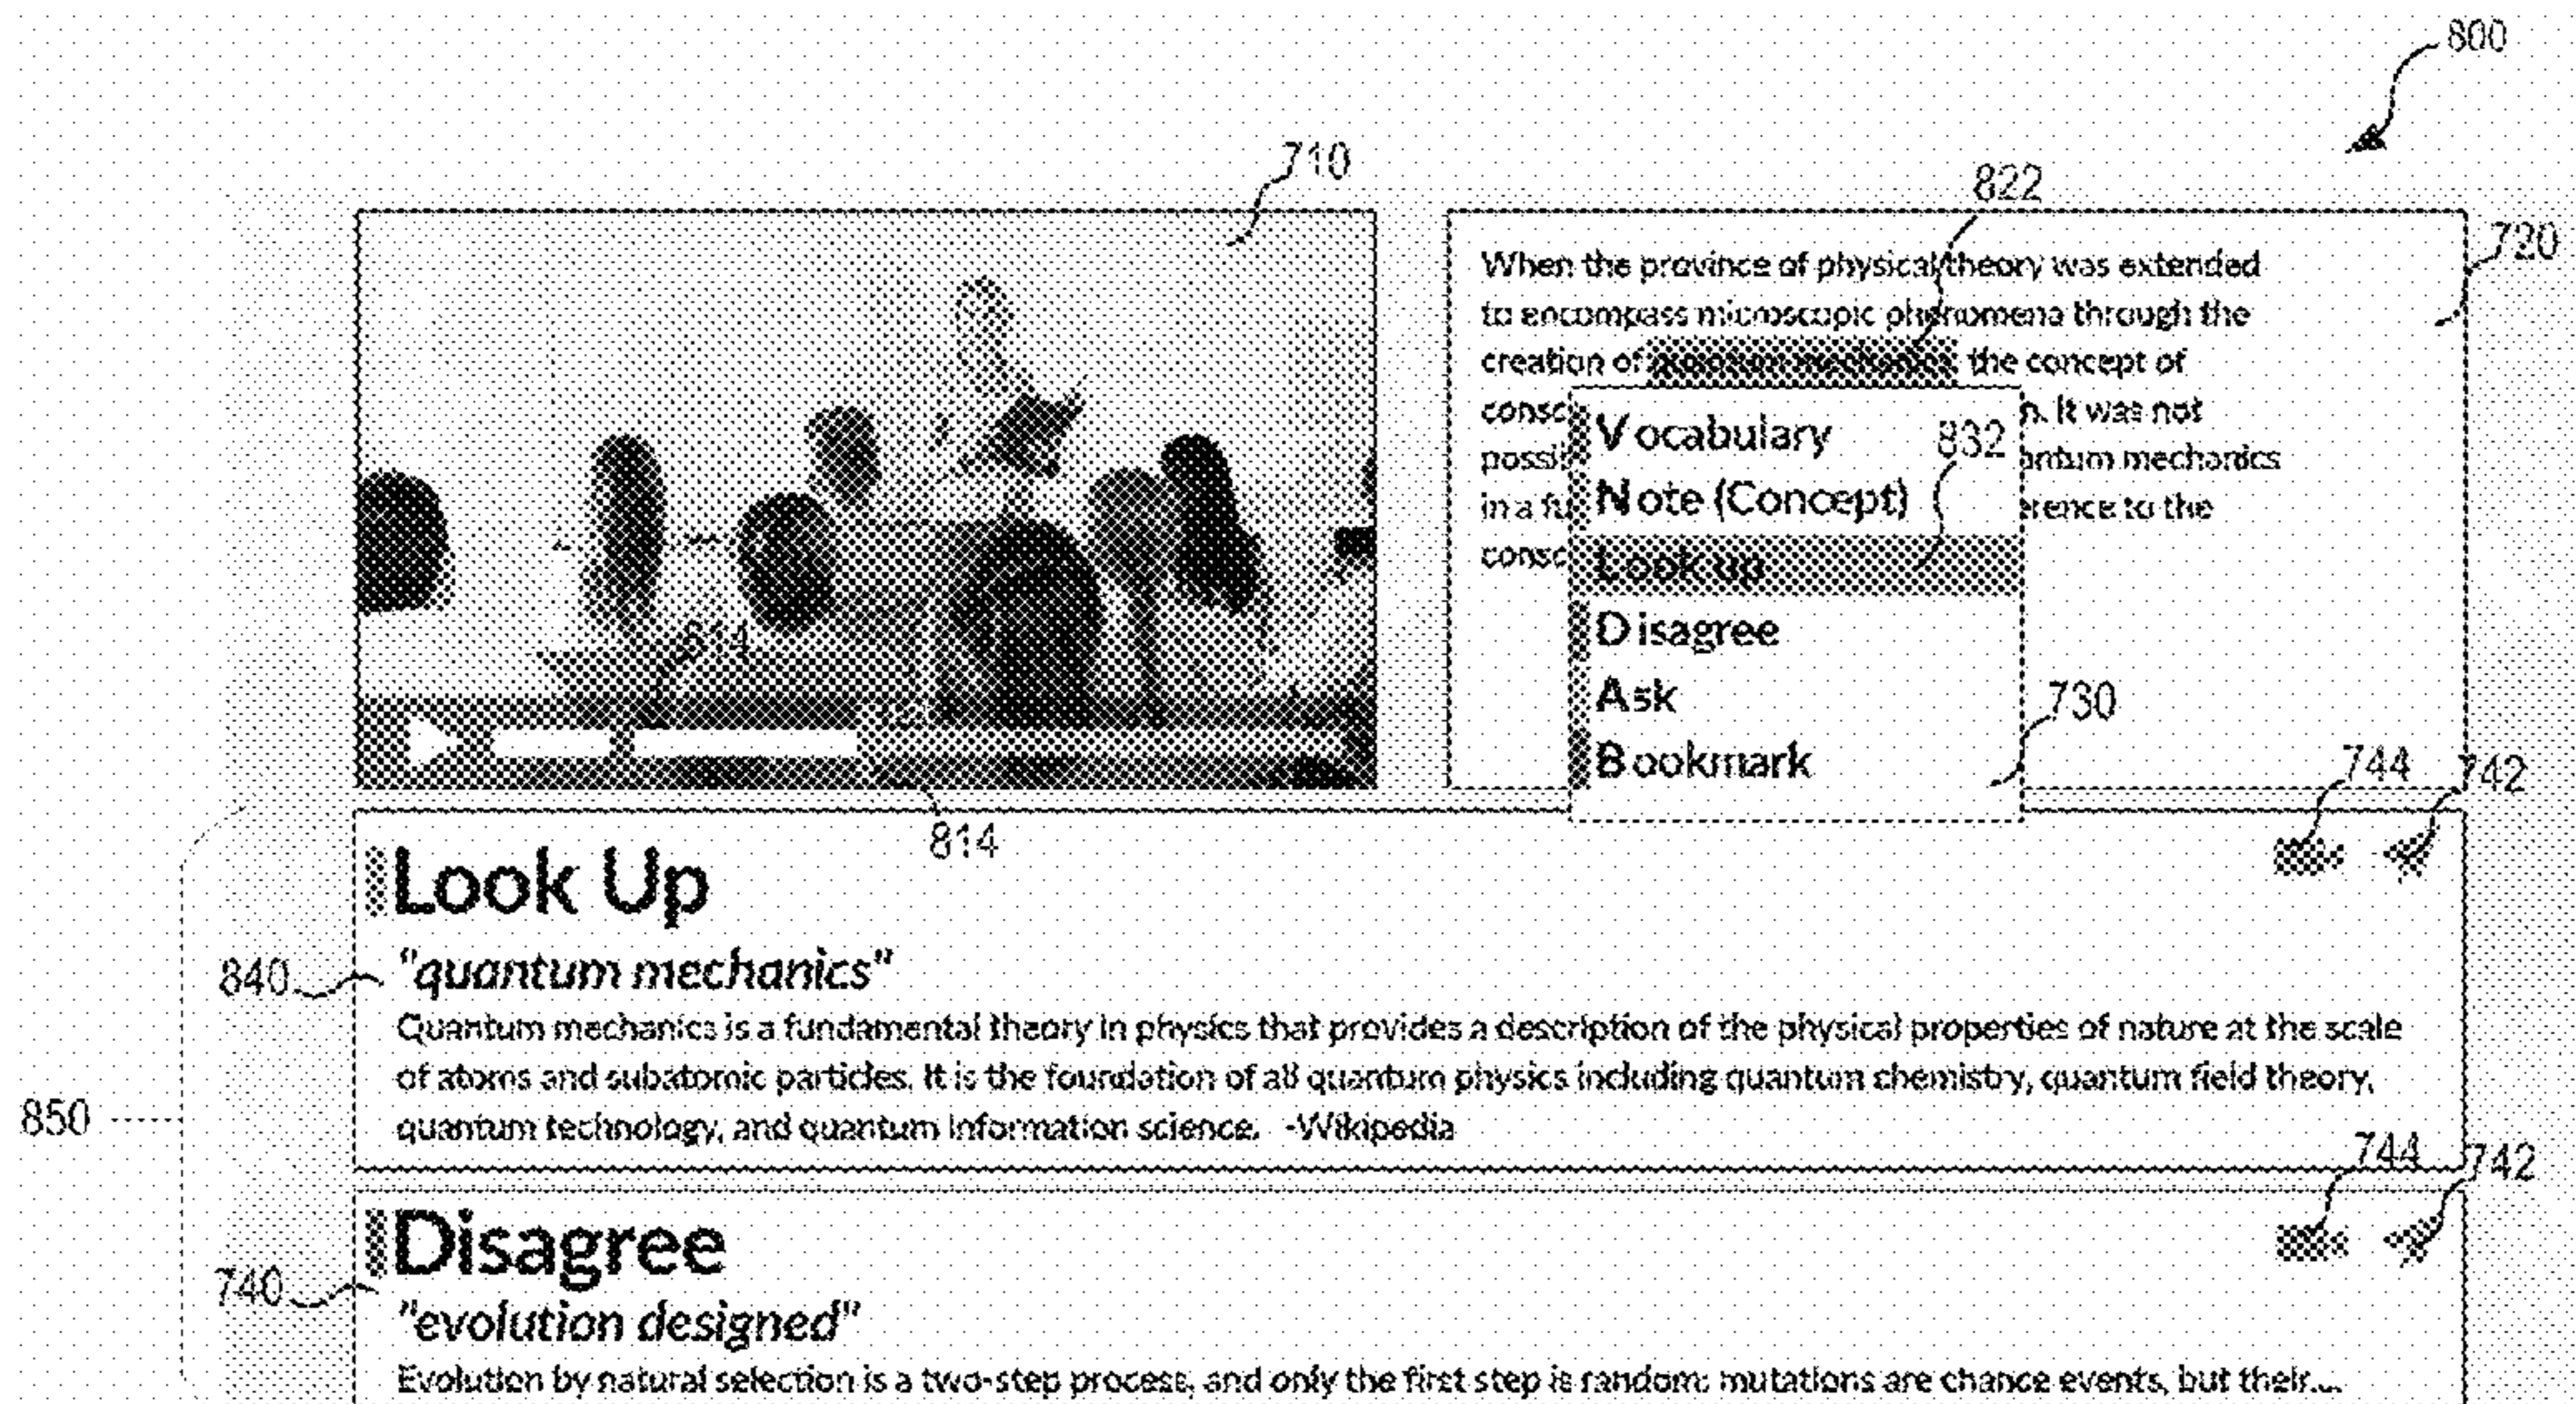 800
710
822
720
When the province of physical theory was extended
to encompass microscopic phenomena through the
creation of quantum mechanics, the concept of
consc
n. It was not
possi
antum mechanics
in a fu
erence to the
consc
Vocabulary
832
Note (Concept)
Look up
Disagree
Ask
Bookmark
730
814
814
744
742
Look Up
840
"quantum mechanics"
Quantum mechanics is a fundamental theory in physics that provides a description of the physical properties of nature at the scale
of atoms and subatomic particles. It is the foundation of all quantum physics including quantum chemistry, quantum field theory,
quantum technology, and quantum information science. -Wikipedia
850
744
742
Disagree
740
"evolution designed"
Evolution by natural selection is a two-step process, and only the first step is random: mutations are chance events, but their...